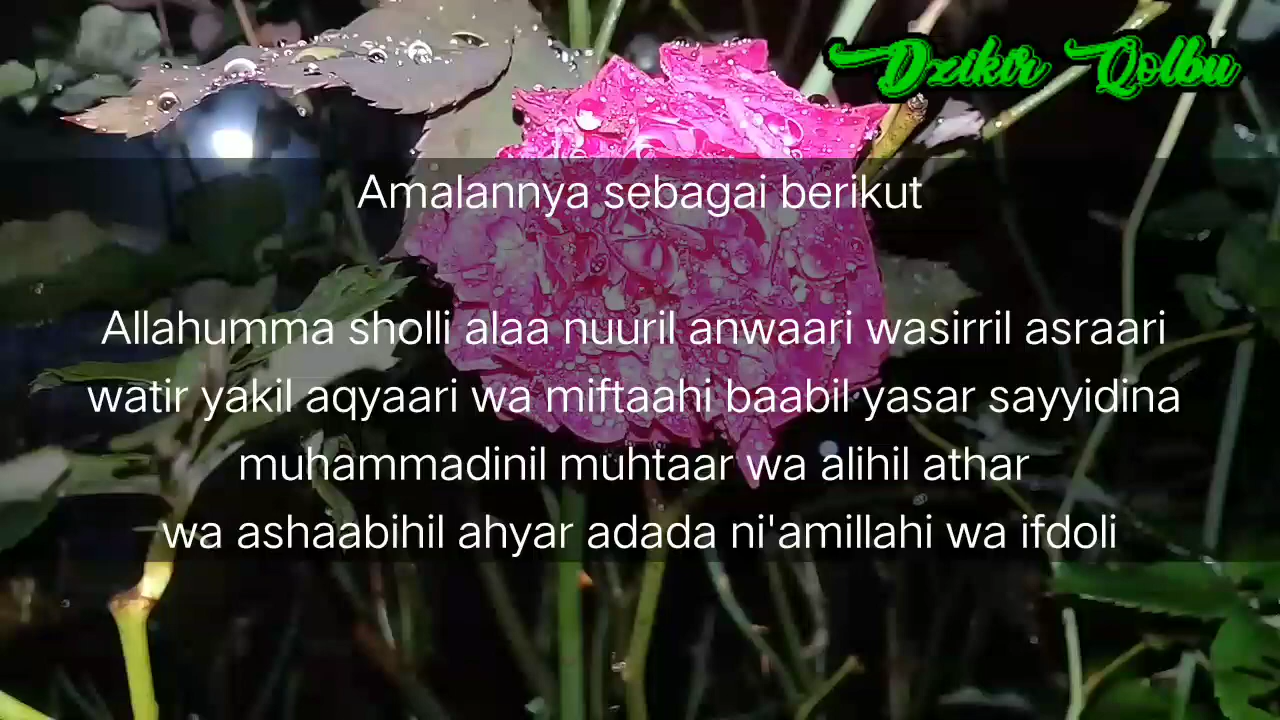 Dzikir Qolbu
Amalannya sebagai berikut
Allahumma sholli alaa nuuril anwaari wasirril asraari
watir yakil aqyaari wa miftaahi baabil yasar sayyidina
muhammadinil muhtaar wa alihil athar
wa ashaabihil ahyar adada ni'amillahi wa ifdoli